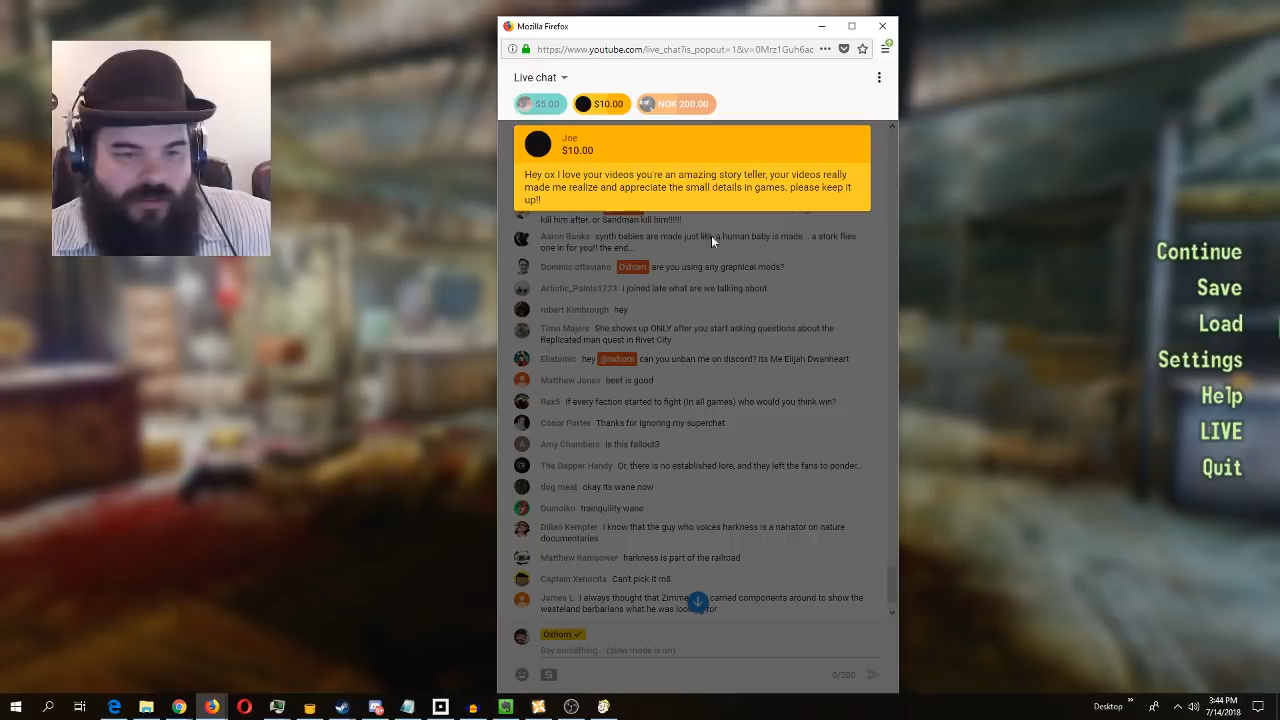 Mozilla Firefox
https://www.youtube.com/live_chat?is_popout=1&v=0Mrz1Guh6ac
Live chat
$5.00
$10.00
NOK 200.00
Joe
$10.00
Hey ox I love your videos you're an amazing story teller, your videos really
made me realize and appreciate the small details in games. please keep it
up!!
kill him after. or Sandman kill him!!!!!!
Aaron Banks synth babies are made just like a human baby is made... a stork flies
one in for you!! the end...
Dominic ottaviano Oxhorn are you using any graphical mods?
Artistic_Paints1223 i joined late what are we talking about
robert Kimbrough hey
Timo Majere She shows up ONLY after you start asking questions about the
Replicated man quest in Rivet City
Eliatomic hey @oxhorn can you unban me on discord? Its Me Elijah Dwanheart
Matthew Jones beef is good
Rex5 If every faction started to fight (in all games) who would you think win?
Conor Porter Thanks for ignoring my superchat
A Amy Chambers is this fallout3
The Dapper Handy Or, there is no established lore, and they left the fans to ponder...
dog meat okay its wane now
Dumolko trainquility wane
Dilian Kempter I know that the guy who voices harkness is a narrator on nature
documentaries
Matthew Ramsower harkness is part of the railroad
Captain Xenocita Can't pick it m8
James L I always thought that Zimme carried components around to show the
wasteland barbarians what he was loo for
Oxhorn
Say something... (slow mode is on)
0/200
Continue
Save
Load
Settings
Help
LIVE
Quit
Desktop
3:44 PM
7/14/2018